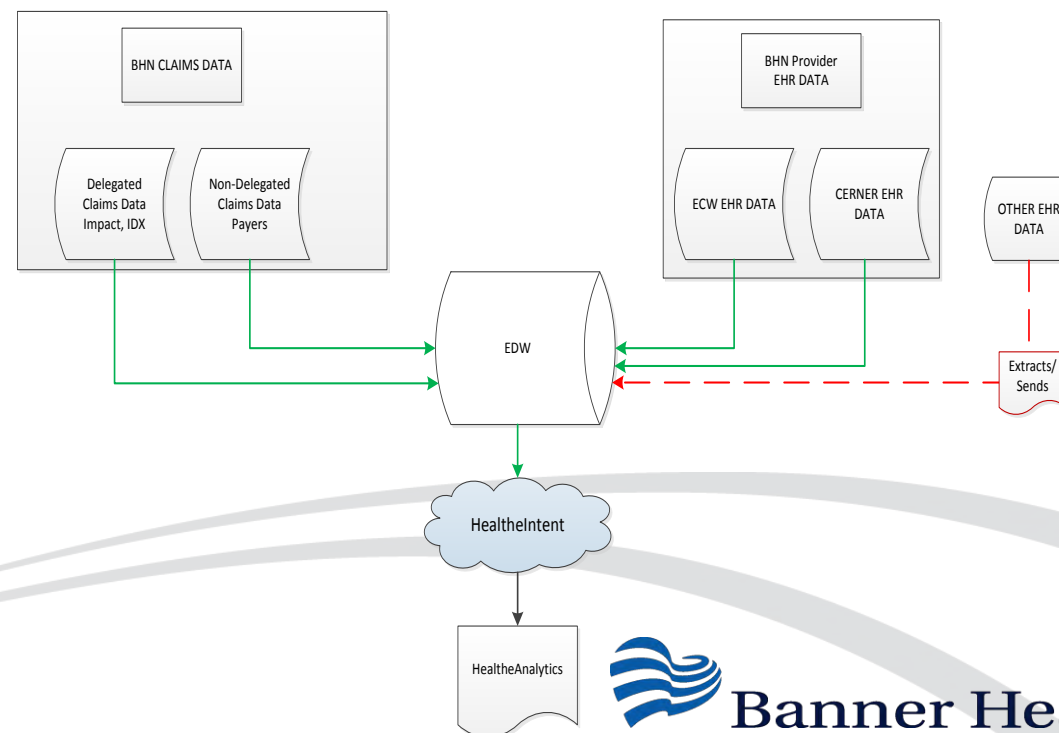 BHN CLAIMS DATA
Delegated
Claims Data
Impact, IDX
Non-Delegated
Claims Data
Payers
BHN Provider
EHR DATA
ECW EHR DATA
CERNER EHR
DATA
OTHER EHR
DATA
EDW
Extracts/
Sends
HealtheIntent
HealtheAnalytics
Banner He